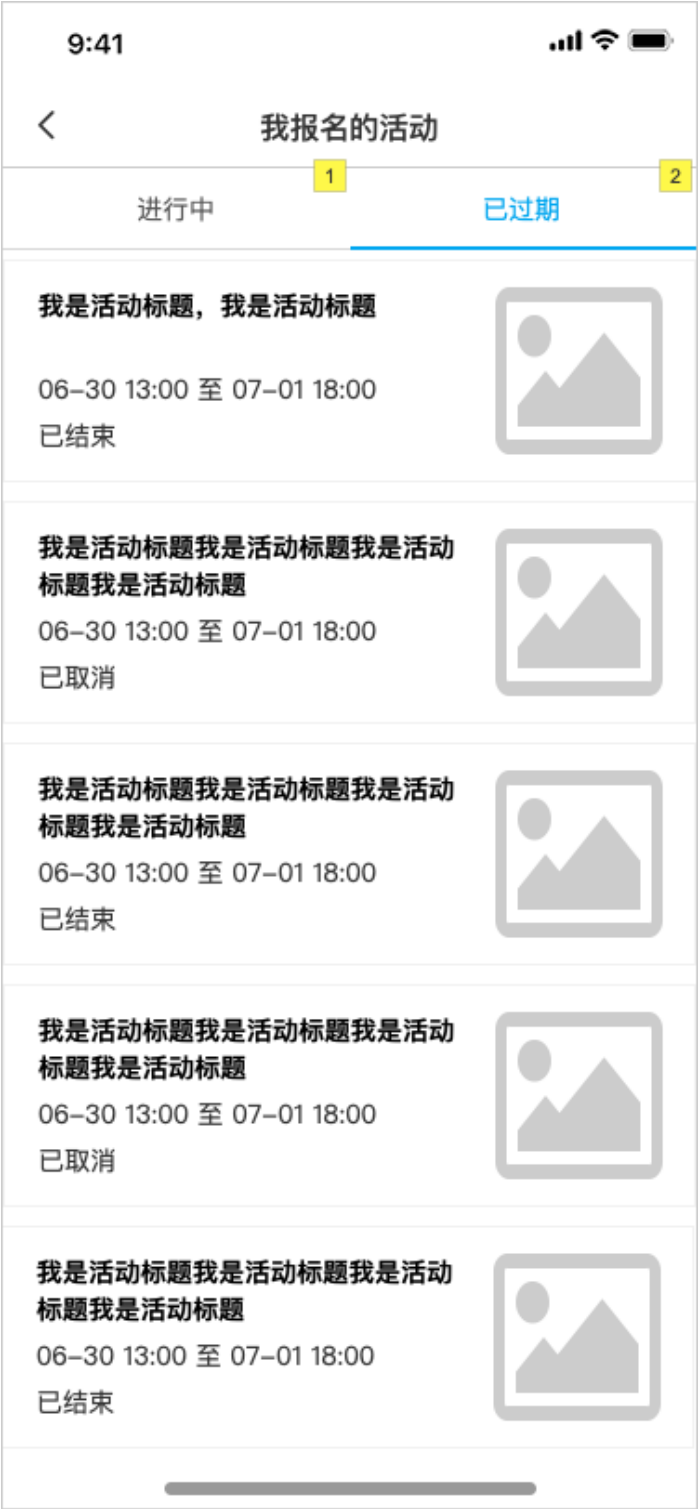 9:41
我报名的活动
1
2
进行中
已过期
我是活动标题，我是活动标题
06-30 13:00 至 07-01 18:00
已结束
我是活动标题我是活动标题我是活动
标题我是活动标题
06-30 13:00 至 07-01 18:00
已取消
我是活动标题我是活动标题我是活动
标题我是活动标题
06-30 13:00 至 07-01 18:00
已结束
我是活动标题我是活动标题我是活动
标题我是活动标题
06-30 13:00 至 07-01 18:00
已取消
我是活动标题我是活动标题我是活动
标题我是活动标题
06-30 13:00 至 07-01 18:00
已结束